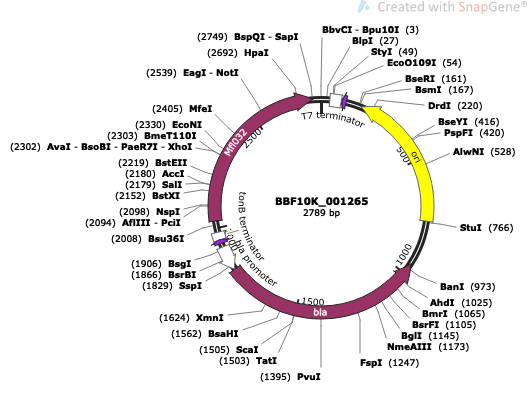 Created with SnapGene®
BbvCI - Bpu10I (3)
BlpI (27)
StyI (49)
EcoO109I (54)
BseRI (161)
BsmI (167)
DrdI (220)
BseYI (416)
PspFI (420)
AlwNI (528)
StuI (766)
BanI (973)
AhdI (1025)
BmrI (1065)
BsrFI (1105)
BglI (1145)
NmeAIII (1173)
FspI (1247)
(1395) PvuI
(1503) TatI
(1505) ScaI
(1562) BsaHI
(1624) XmnI
(1829) SspI
(1866) BsrBI
(1906) BsgI
(2008) Bsu36I
(2094) AflIII - PciI
(2098) NspI
(2152) BstXI
(2179) SalI
(2180) AccI
(2219) BstEII
(2302) AvaI - BsoBI - PaeR7I - XhoI
(2303) BmeT110I
(2330) EcoNI
(2405) MfeI
(2539) EagI - NotI
(2692) HpaI
(2749) BspQI - SapI
T7 terminator
ori
500
1000
1500
bla
bla promoter
tonB terminator
Mfl032
2500
BBF10K_001265
2789 bp